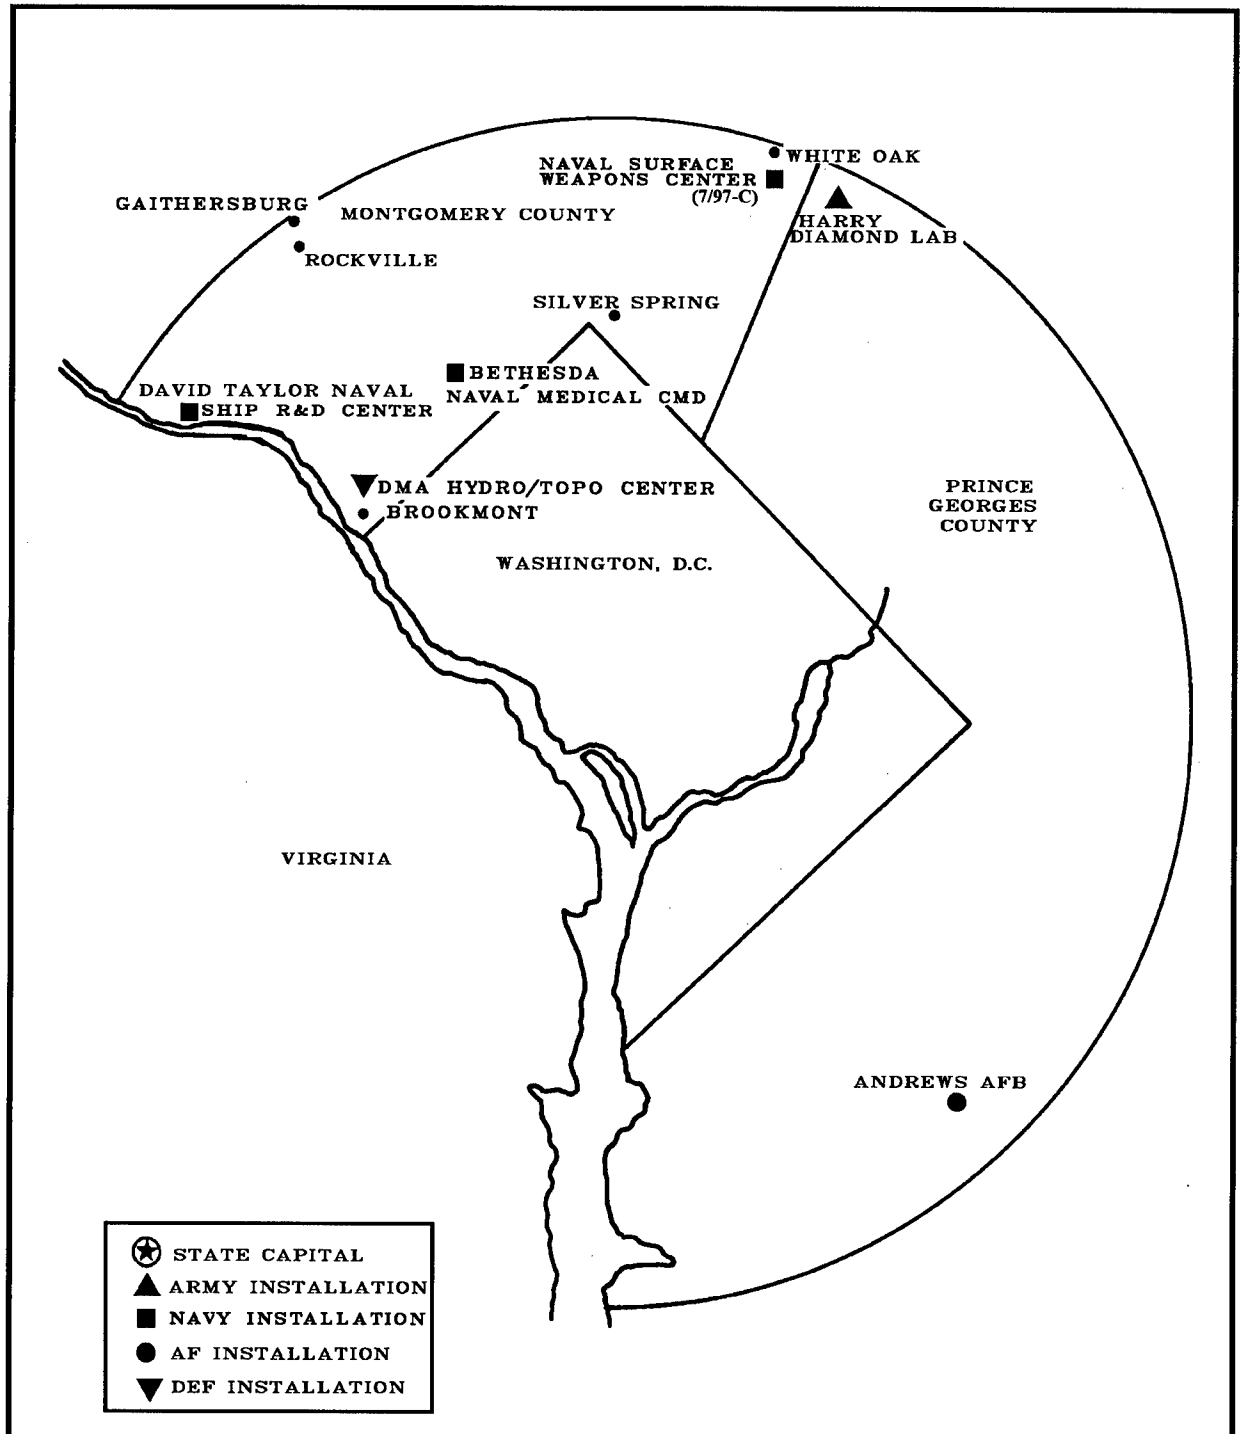 WHITE OAK
NAVAL SURFACE
WEAPONS CENTER
(7/97-C)
GAITHERSBURG
MONTGOMERY COUNTY
HARRY
DIAMOND LAB
ROCKVILLE
SILVER SPRING
BETHESDA
NAVAL MEDICAL CMD
DAVID TAYLOR NAVAL
SHIP R&D CENTER
DMA HYDRO/TOPO CENTER
BROOKMONT
PRINCE
GEORGES
COUNTY
WASHINGTON, D.C.
VIRGINIA
ANDREWS AFB
STATE CAPITAL
ARMY INSTALLATION
NAVY INSTALLATION
AF INSTALLATION
DEF INSTALLATION